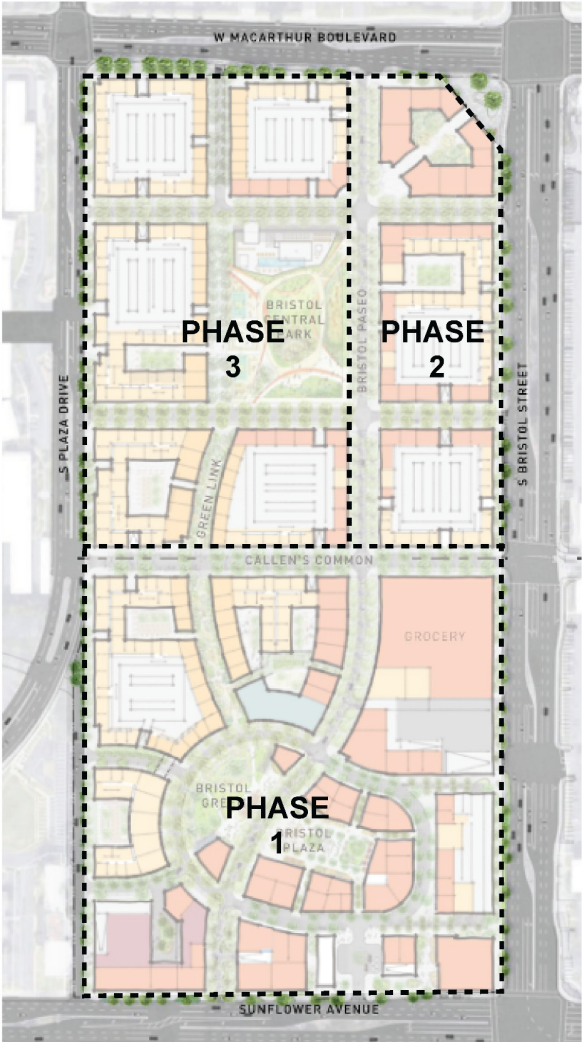 W MACARTHUR BOULEVARD
BRISTOL
CENTRAL
PARK
PHASE
3
BRISTOL PASEO
PHASE
2
S PLAZA DRIVE
S BRISTOL STREET
GREEN LINK
CALLEN'S COMMON
GROCERY
BRISTOL
GREEN
PHASE
1
BRISTOL
PLAZA
SUNFLOWER AVENUE